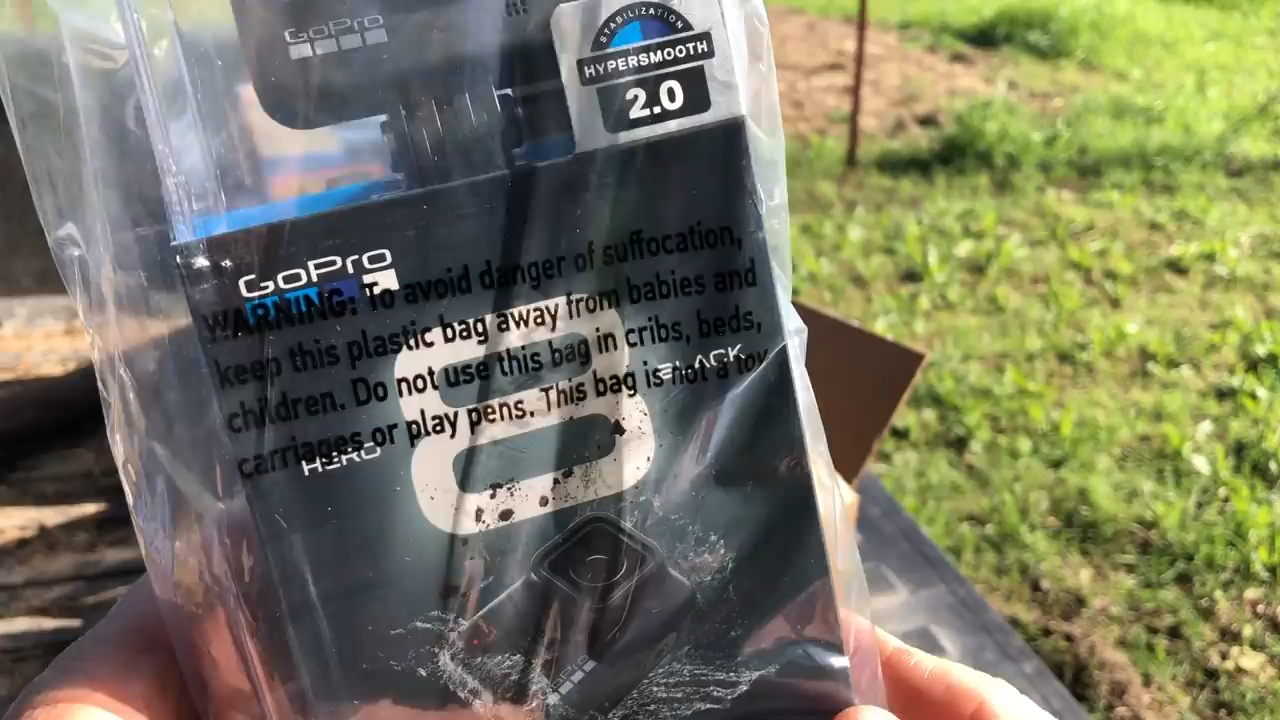 GoPro
STABILIZATION
HYPERSMOOTH
2.0
GoPro
WARNING: To avoid danger of suffocation,
keep this plastic bag away from babies and
children. Do not use this bag in cribs, beds,
carriages or play pens. This bag is not a toy
BLACK
8
HERO
GoPro